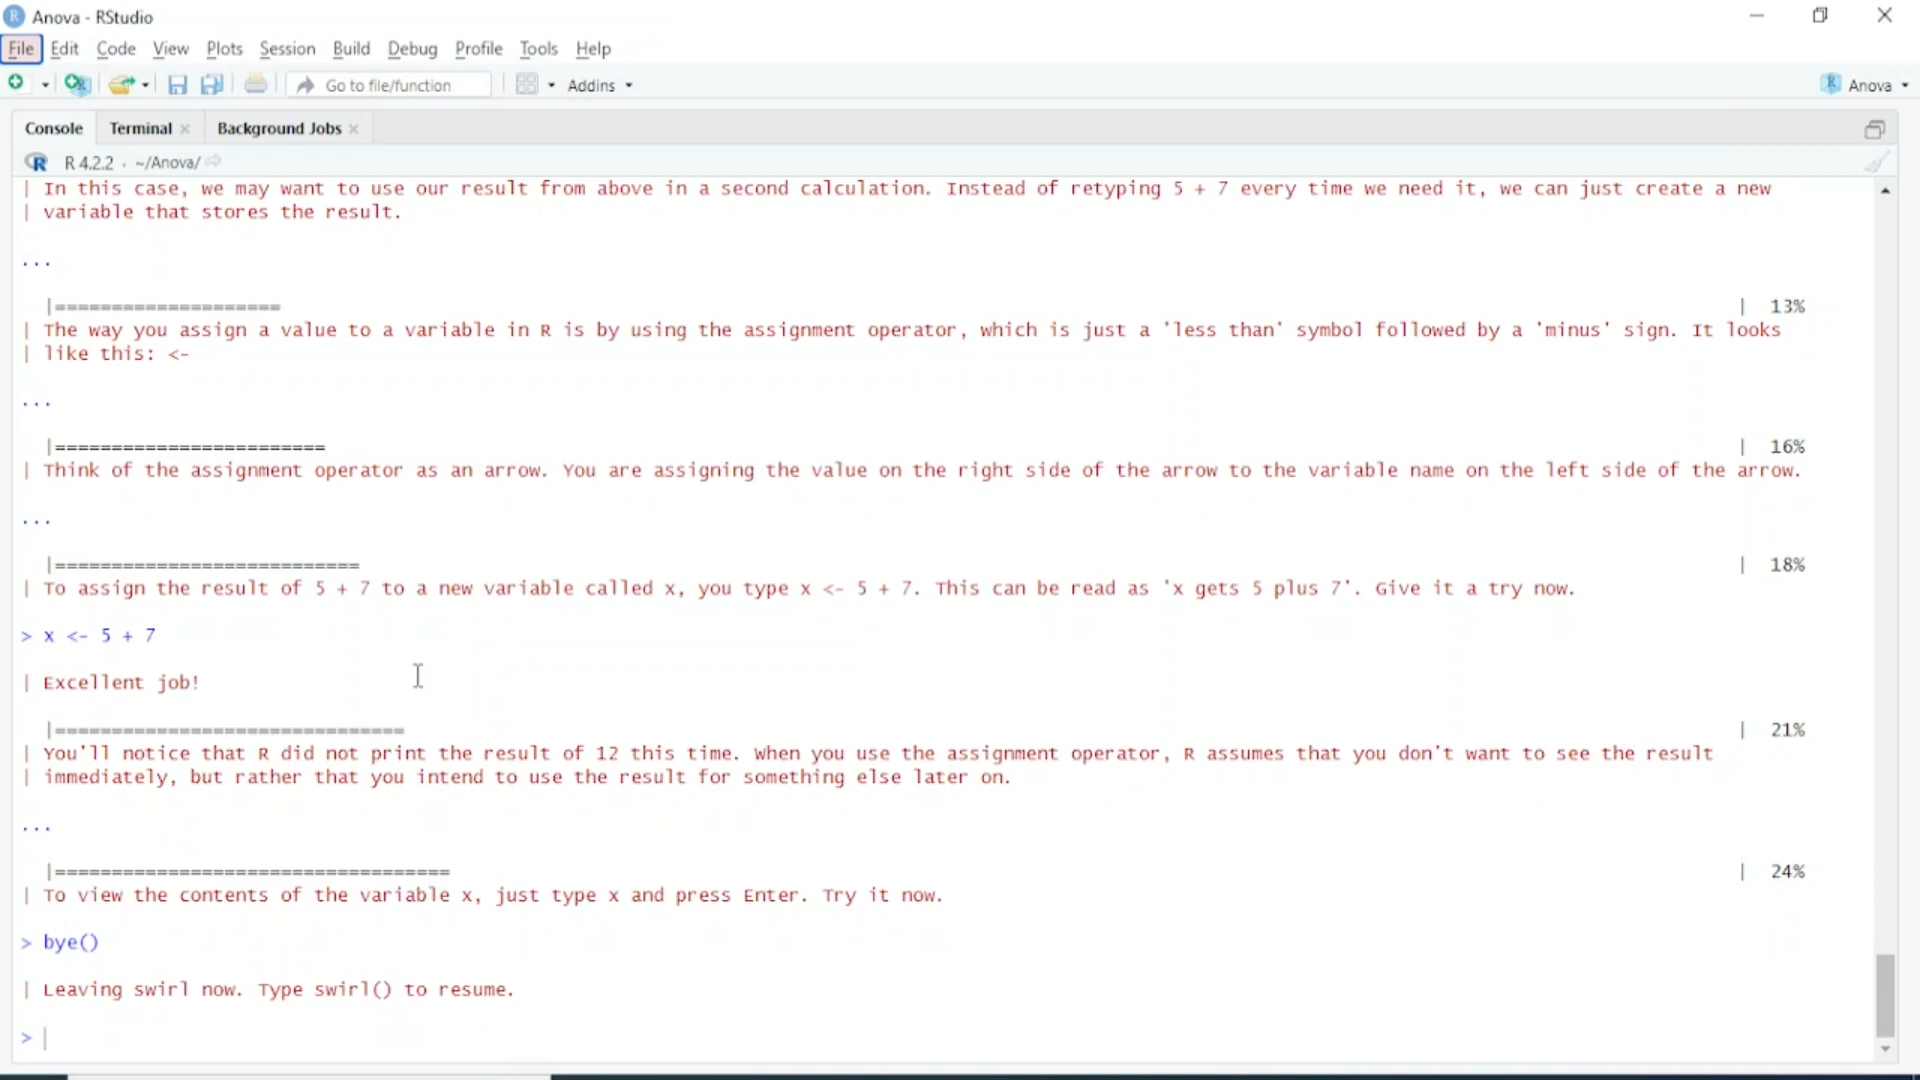 Anova - RStudio
File Edit Code View Plots Session Build Debug Profile Tools Help
Go to file/function Addins Anova
Console Terminal Background Jobs
R 4.2.2 · ~/Anova/
| In this case, we may want to use our result from above in a second calculation. Instead of retyping 5 + 7 every time we need it, we can just create a new
| variable that stores the result.
...
|==================== | 13%
| The way you assign a value to a variable in R is by using the assignment operator, which is just a 'less than' symbol followed by a 'minus' sign. It looks
| like this: <-
...
|======================== | 16%
| Think of the assignment operator as an arrow. You are assigning the value on the right side of the arrow to the variable name on the left side of the arrow.
...
|=========================== | 18%
| To assign the result of 5 + 7 to a new variable called x, you type x <- 5 + 7. This can be read as 'x gets 5 plus 7'. Give it a try now.
> x <- 5 + 7
| Excellent job!
|=============================== | 21%
| You'll notice that R did not print the result of 12 this time. When you use the assignment operator, R assumes that you don't want to see the result
| immediately, but rather that you intend to use the result for something else later on.
...
|=================================== | 24%
| To view the contents of the variable x, just type x and press Enter. Try it now.
> bye()
| Leaving swirl now. Type swirl() to resume.
>